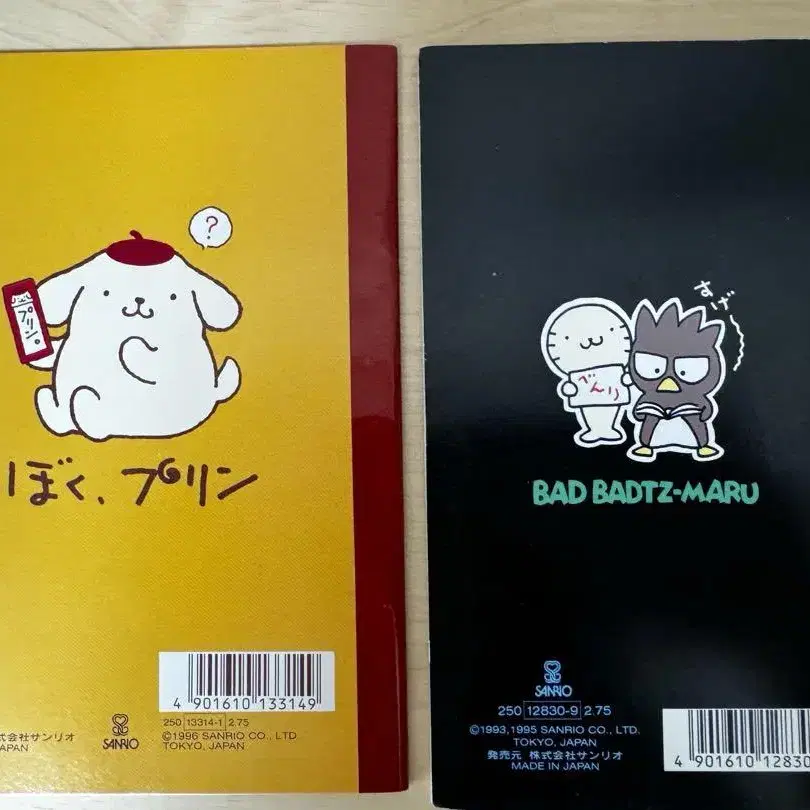 ?
プリン。
ぼく、プリン
4 901610 133149
250 13314-1 2.75
©1996 SANRIO CO., LTD
TOKYO, JAPAN
式会社サンリオ
JAPAN
SANRIO
すげー
べんり
BAD BADTZ-MARU
SANRIO
250 12830-9 2.75
©1993,1995 SANRIO CO., LTD.
TOKYO, JAPAN
発売元 株式会社サンリオ
MADE IN JAPAN
4 901610 12830